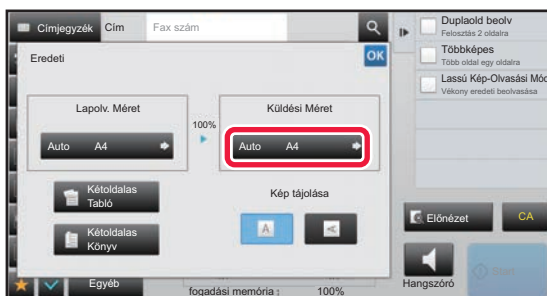 Címjegyzék
Cím
Fax szám
Duplaold beolv
Felosztás 2 oldalra
Többképes
Több oldal egy oldalra
Lassú Kép-Olvasási Mód
Vékony eredeti beolvasása
Eredeti
OK
Lapolv. Méret
100%
Küldési Méret
Auto A4
Auto A4
Kétoldalas
Tabló
Kép tájolása
A
A
Kétoldalas
Könyv
Előnézet
CA
Start
Egyéb
Hangszóró
fogadási memória : 100%